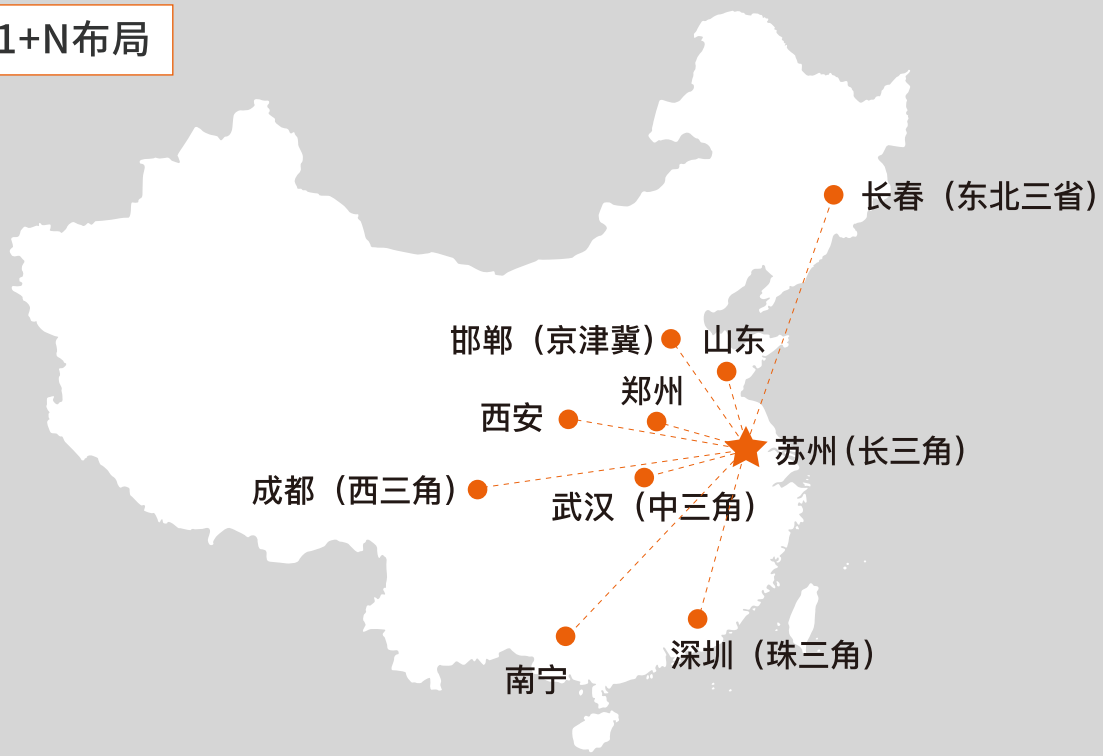 1+N布局
长春（东北三省）
邯郸（京津冀）
山东
郑州
西安
苏州(长三角)
成都（西三角）
武汉（中三角）
深圳（珠三角）
南宁